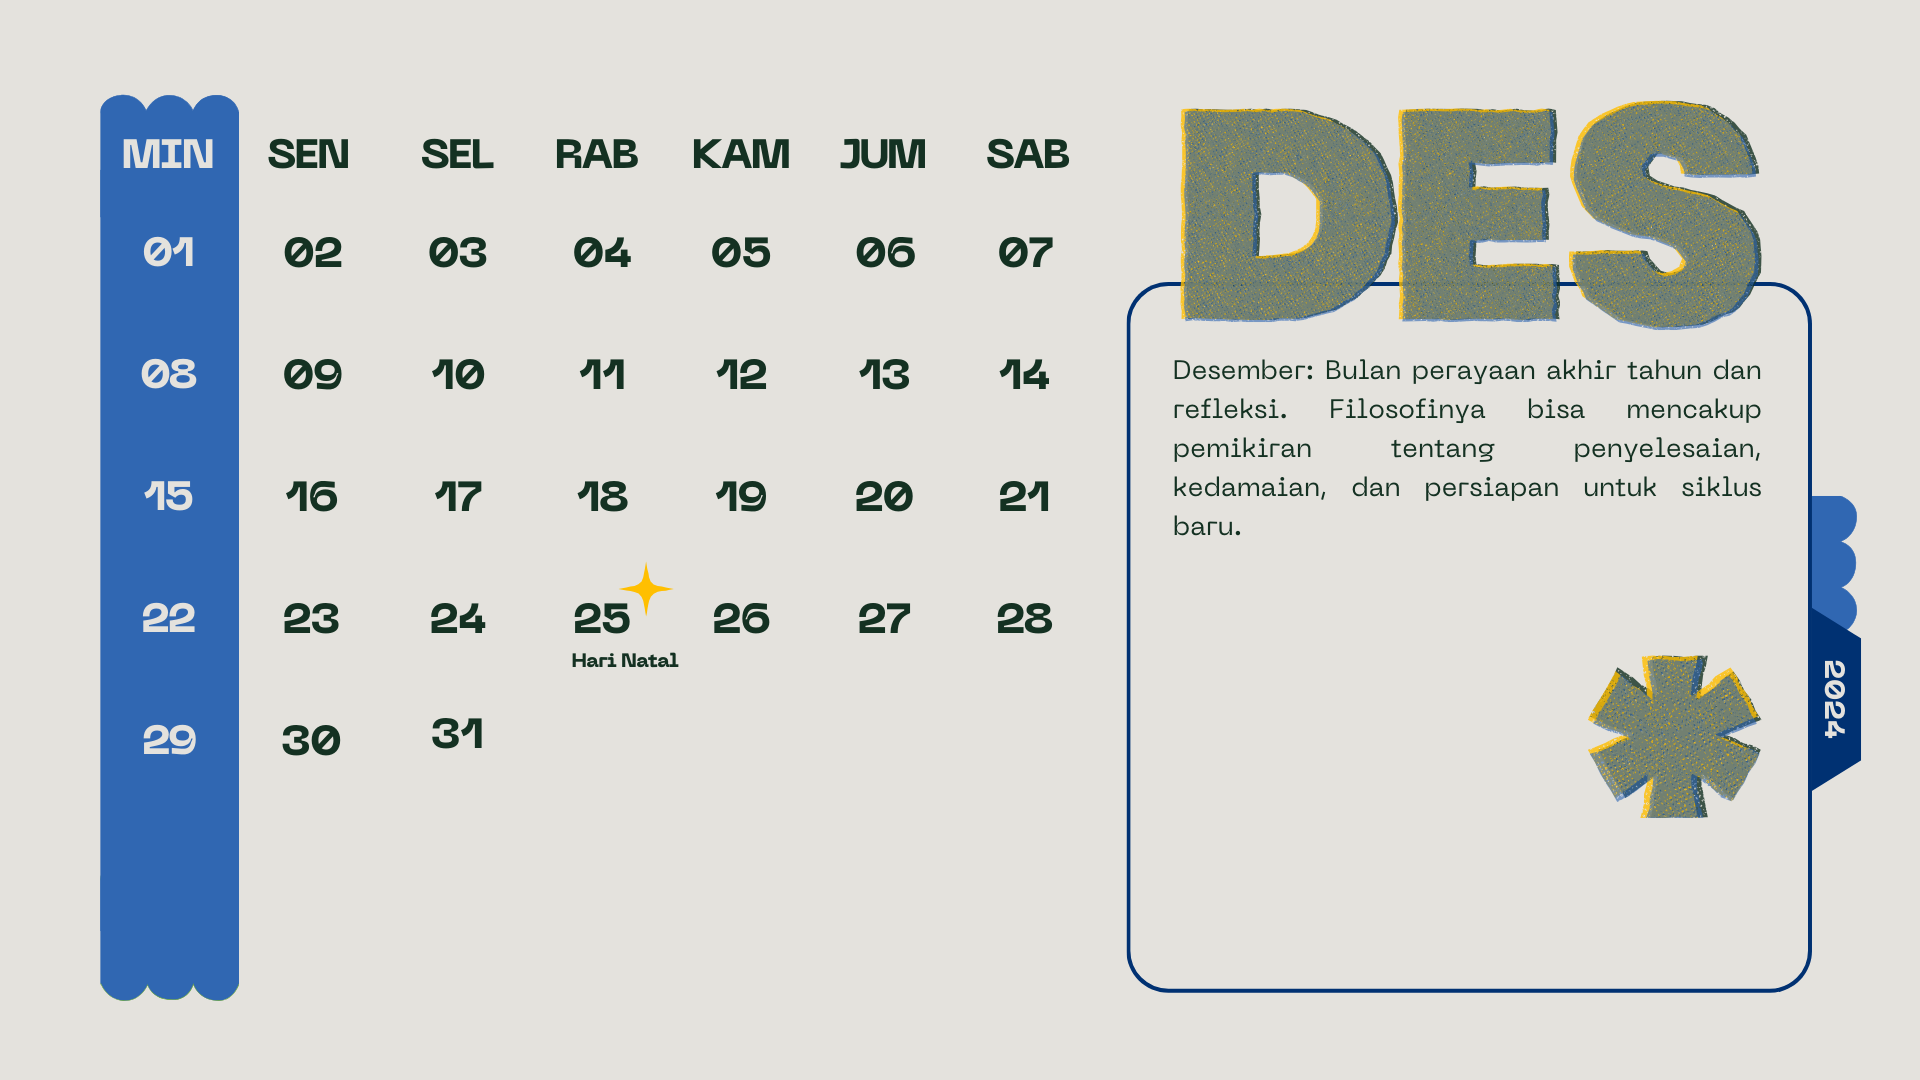 MIN SEN SEL RAB KAM JUM SAB
01 02 03 04 05 06 07
08 09 10 11 12 13 14
15 16 17 18 19 20 21
22 23 24 25 26 27 28
Hari Natal
29 30 31
DES
Desember: Bulan perayaan akhir tahun dan
refleksi. Filosofinya bisa mencakup
pemikiran tentang penyelesaian,
kedamaian, dan persiapan untuk siklus
baru.
2024